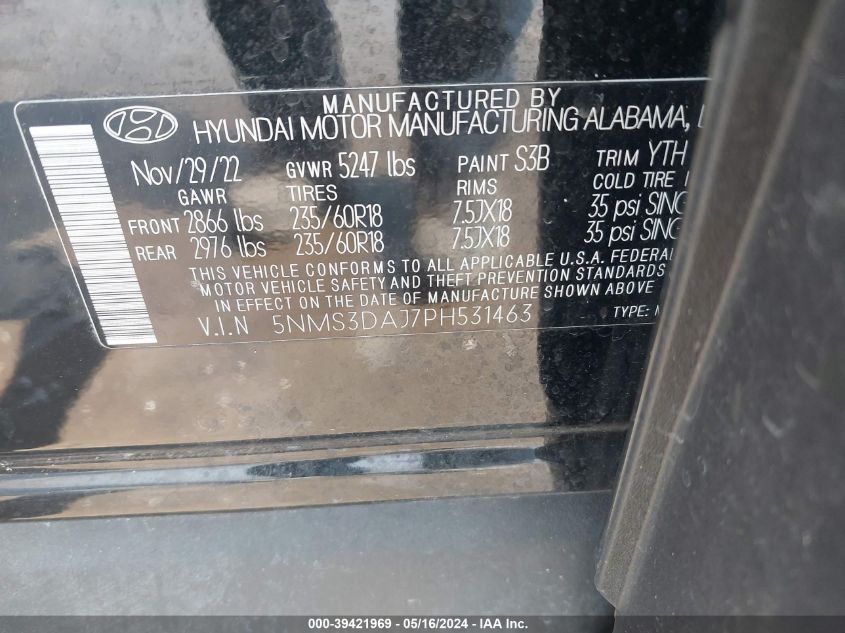 MANUFACTURED BY
HYUNDAI MOTOR MANUFACTURING ALABAMA,
Nov/29/22 GVWR 5247 lbs PAINT S3B TRIM YTH
GAWR TIRES RIMS COLD TIRE
FRONT 2866 lbs 235/60R18 7.5JX18 35 psi SING
REAR 2976 lbs 235/60R18 7.5JX18 35 psi SING
THIS VEHICLE CONFORMS TO ALL APPLICABLE U.S.A. FEDERAL
MOTOR VEHICLE SAFETY AND THEFT PREVENTION STANDARDS
IN EFFECT ON THE DATE OF MANUFACTURE SHOWN ABOVE
V.I.N 5NMS3DAJ7PH531463 TYPE:
000-39421969 - 05/16/2024 - IAA Inc.